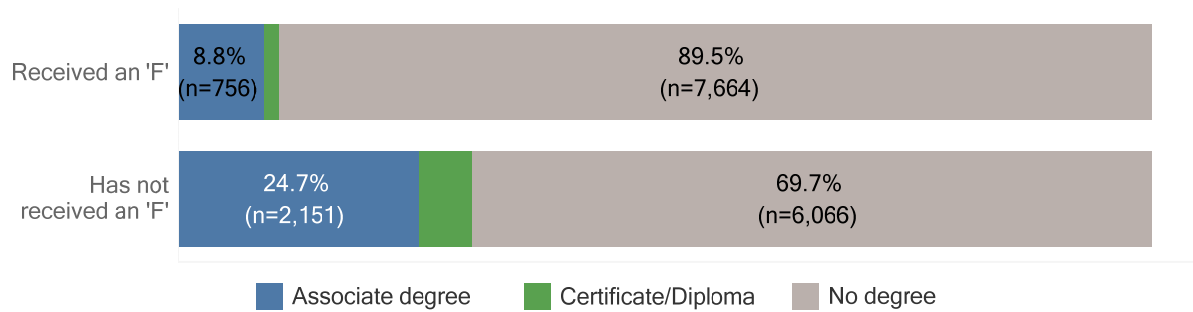 8.8%
89.5%
Received an 'F'
(n=756)
(n=7,664)
24.7%
69.7%
Has not
received an 'F'
(n=2,151)
(n=6,066)
Associate degree
Certificate/Diploma
No degree